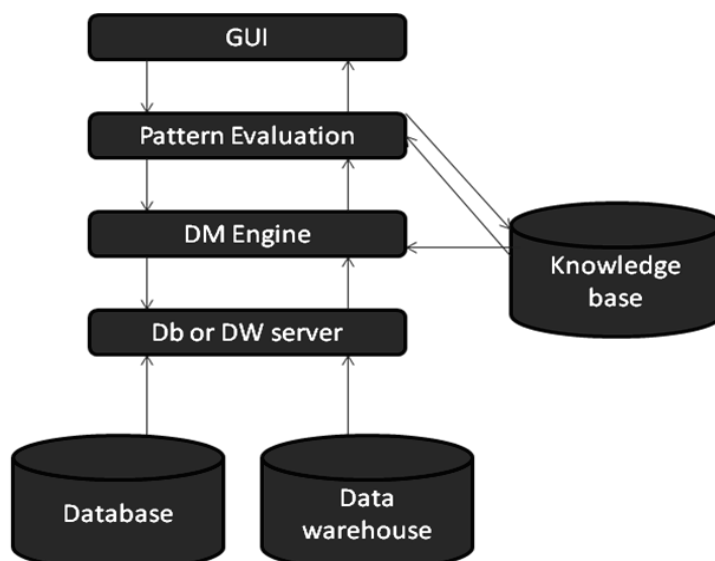 GUI
Pattern Evaluation
DM Engine
Knowledge
base
Db or DW server
Database
Data
warehouse